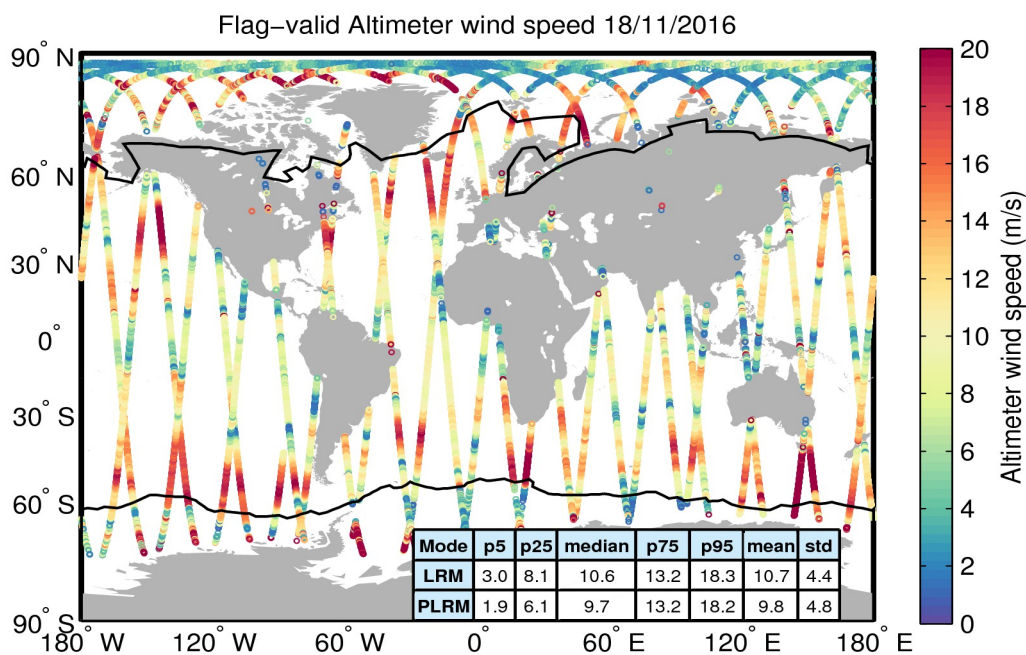 Flag−valid Altimeter wind speed 18/11/2016
90° N
60° N
30° N
0°
30° S
60° S
90° S
180° W
120° W
60° W
0°
60° E
120° E
180° E
Mode p5 p25 median p75 p95 mean std
LRM 3.0 8.1 10.6 13.2 18.3 10.7 4.4
PLRM 1.9 6.1 9.7 13.2 18.2 9.8 4.8
20
18
16
14
12
10
8
6
4
2
0
Altimeter wind speed (m/s)